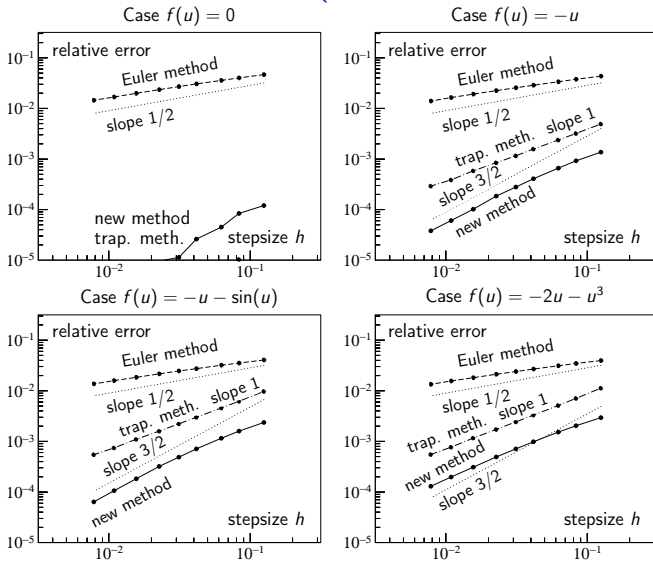 Case f(u) = 0
relative error
Euler method
slope 1/2
new method
trap. meth.
stepsize h
10⁻¹
10⁻²
10⁻³
10⁻⁴
10⁻⁵
10⁻² 10⁻¹
Case f(u) = −u
relative error
Euler method
slope 1/2
trap. meth. slope 1
slope 3/2
new method
stepsize h
10⁻¹
10⁻²
10⁻³
10⁻⁴
10⁻⁵
10⁻² 10⁻¹
Case f(u) = −u − sin(u)
relative error
Euler method
slope 1/2
trap. meth. slope 1
slope 3/2
new method
stepsize h
10⁻¹
10⁻²
10⁻³
10⁻⁴
10⁻⁵
10⁻² 10⁻¹
Case f(u) = −2u − u³
relative error
Euler method
slope 1/2
trap. meth. slope 1
new method
slope 3/2
stepsize h
10⁻¹
10⁻²
10⁻³
10⁻⁴
10⁻⁵
10⁻² 10⁻¹